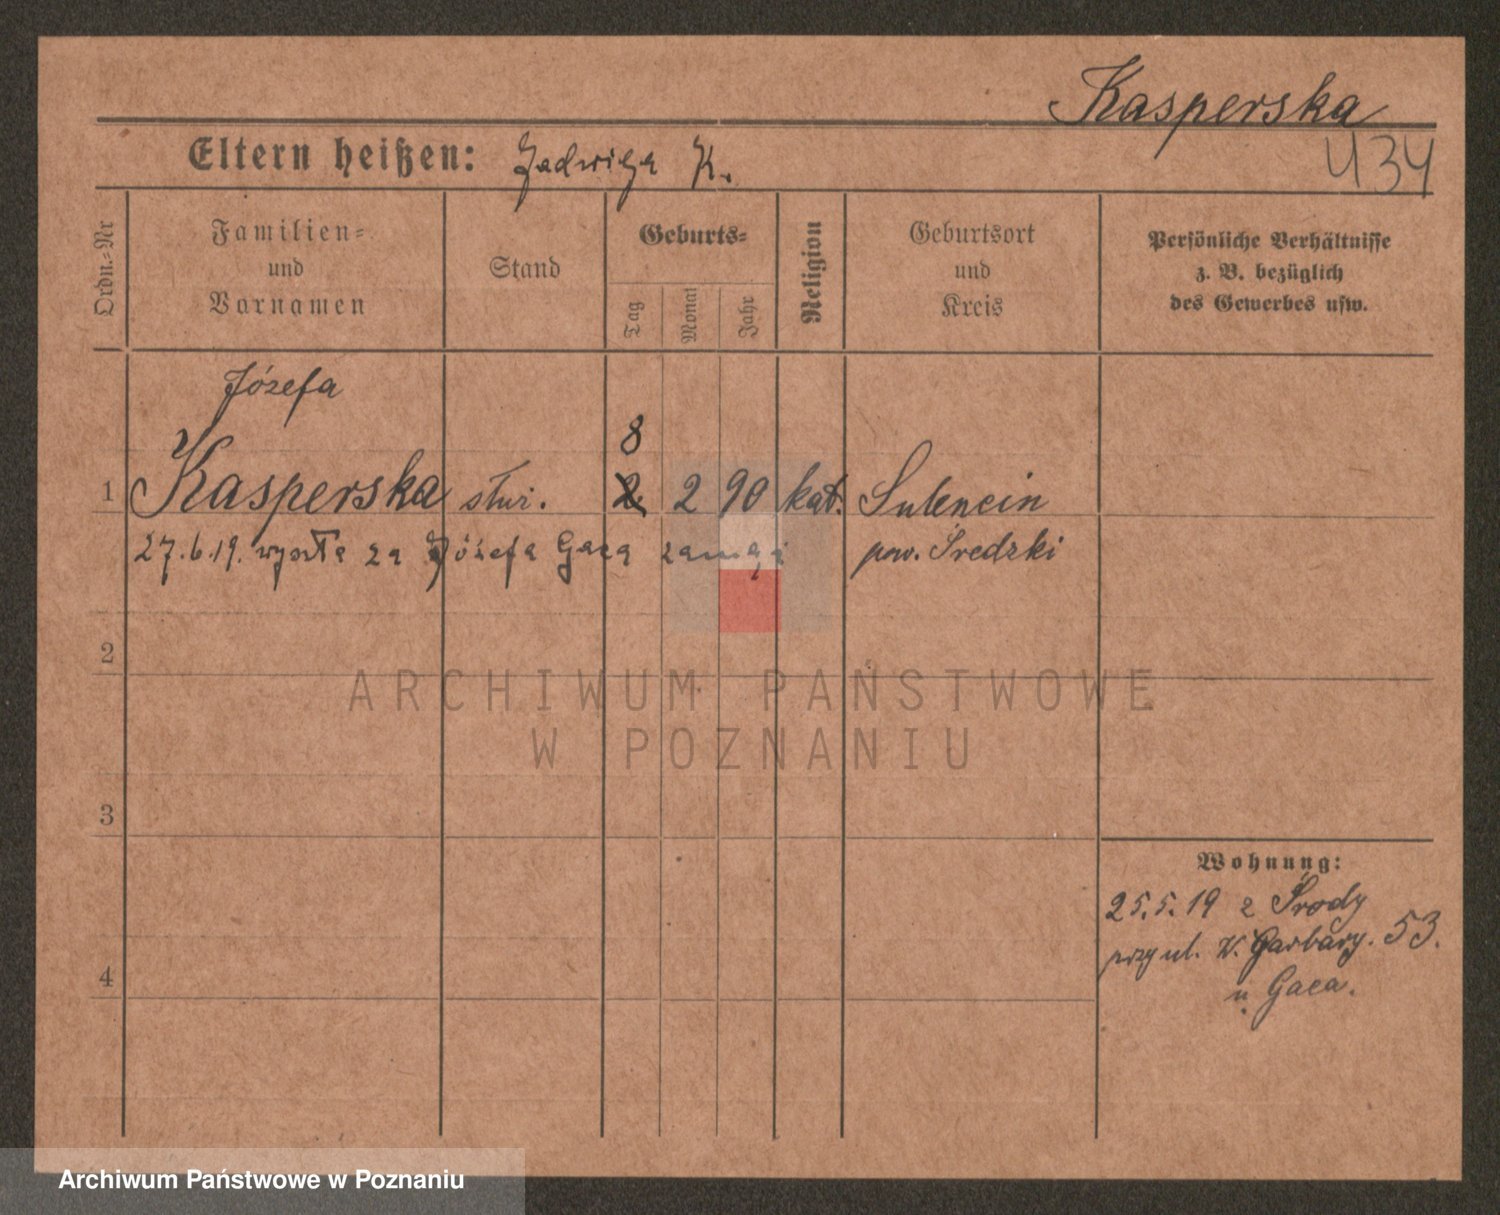 Kasperska
434
Eltern heißen: Jadwiga K.
Ordn.-Nr
Familien-
und
Vornamen
Stand
Geburts-
Tag
Monat
Jahr
Religion
Geburtsort
und
Kreis
Persönliche Verhältnisse
z. B. bezüglich
des Gewerbes usw.
Józefa
8
1 Kasperska służ. 2 2 90 kat. Sulencin
27.6.19. wyszła za Józefa Gaca zamąż pow. Średzki
2
ARCHIWUM PAŃSTWOWE
W POZNANIU
3
Wohnung:
25.5.19 z Środy
przy ul. W. Garbary. 53.
4
u Gaca.
Archiwum Państwowe w Poznaniu